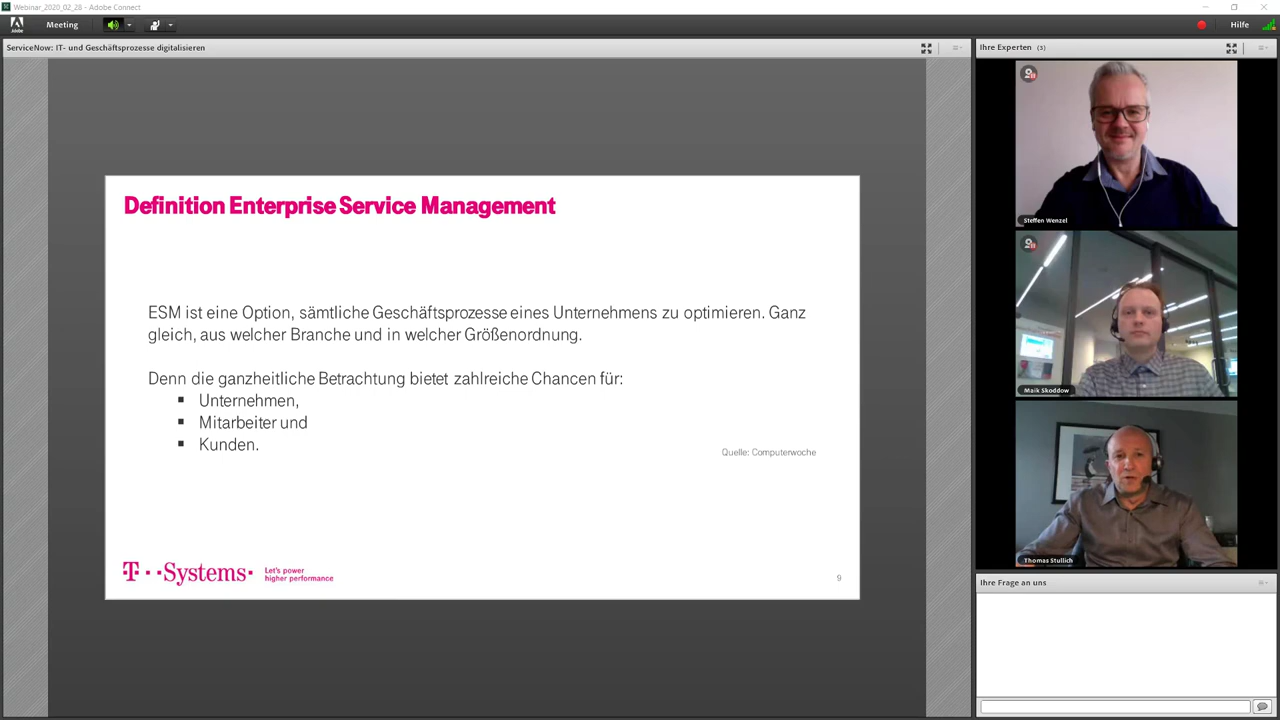 Webinar_2020_02_28 - Adobe Connect
Adobe
Meeting
Hilfe
ServiceNow: IT- und Geschäftsprozesse digitalisieren
Definition Enterprise Service Management
ESM ist eine Option, sämtliche Geschäftsprozesse eines Unternehmens zu optimieren. Ganz
gleich, aus welcher Branche und in welcher Größenordnung.
Denn die ganzheitliche Betrachtung bietet zahlreiche Chancen für:
▪ Unternehmen,
▪ Mitarbeiter und
▪ Kunden.
Quelle: Computerwoche
T · · Systems ·
Let's power
higher performance
9
Ihre Experten (3)
Steffen Wenzel
Maik Skoddow
Thomas Stullich
Ihre Frage an uns